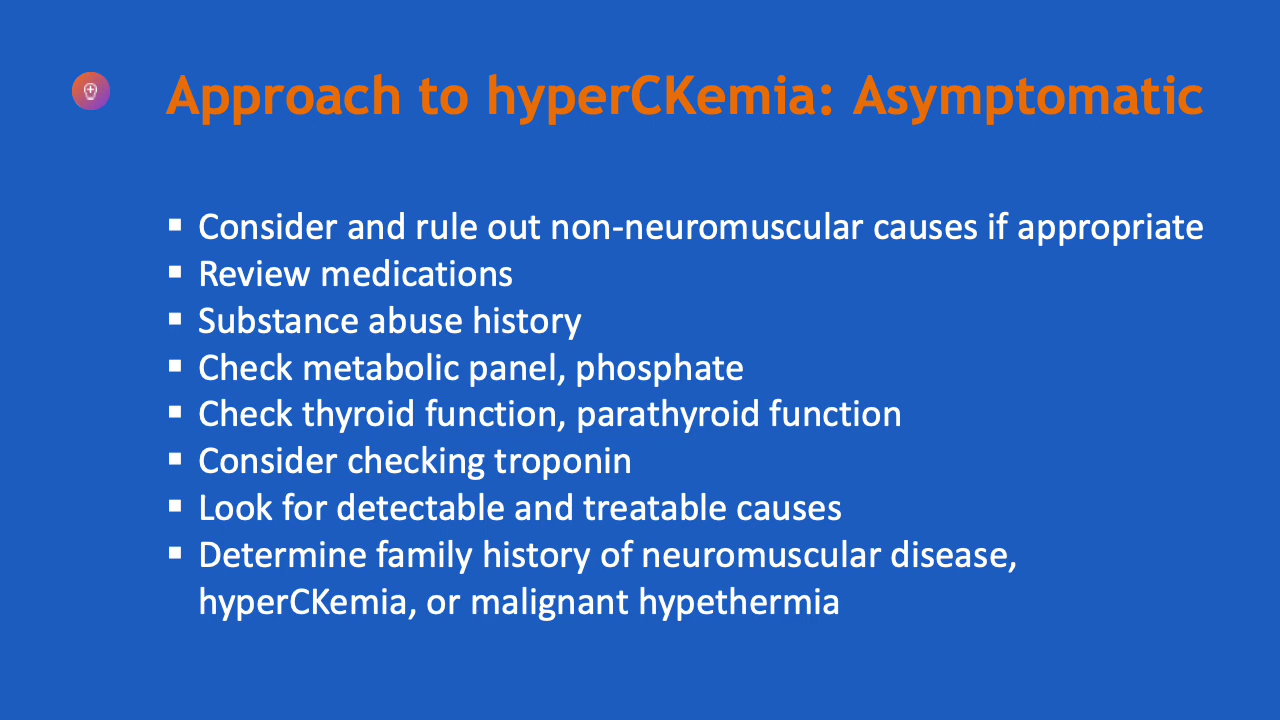 Approach to hyperCKemia: Asymptomatic
▪ Consider and rule out non-neuromuscular causes if appropriate
▪ Review medications
▪ Substance abuse history
▪ Check metabolic panel, phosphate
▪ Check thyroid function, parathyroid function
▪ Consider checking troponin
▪ Look for detectable and treatable causes
▪ Determine family history of neuromuscular disease,
hyperCKemia, or malignant hypethermia